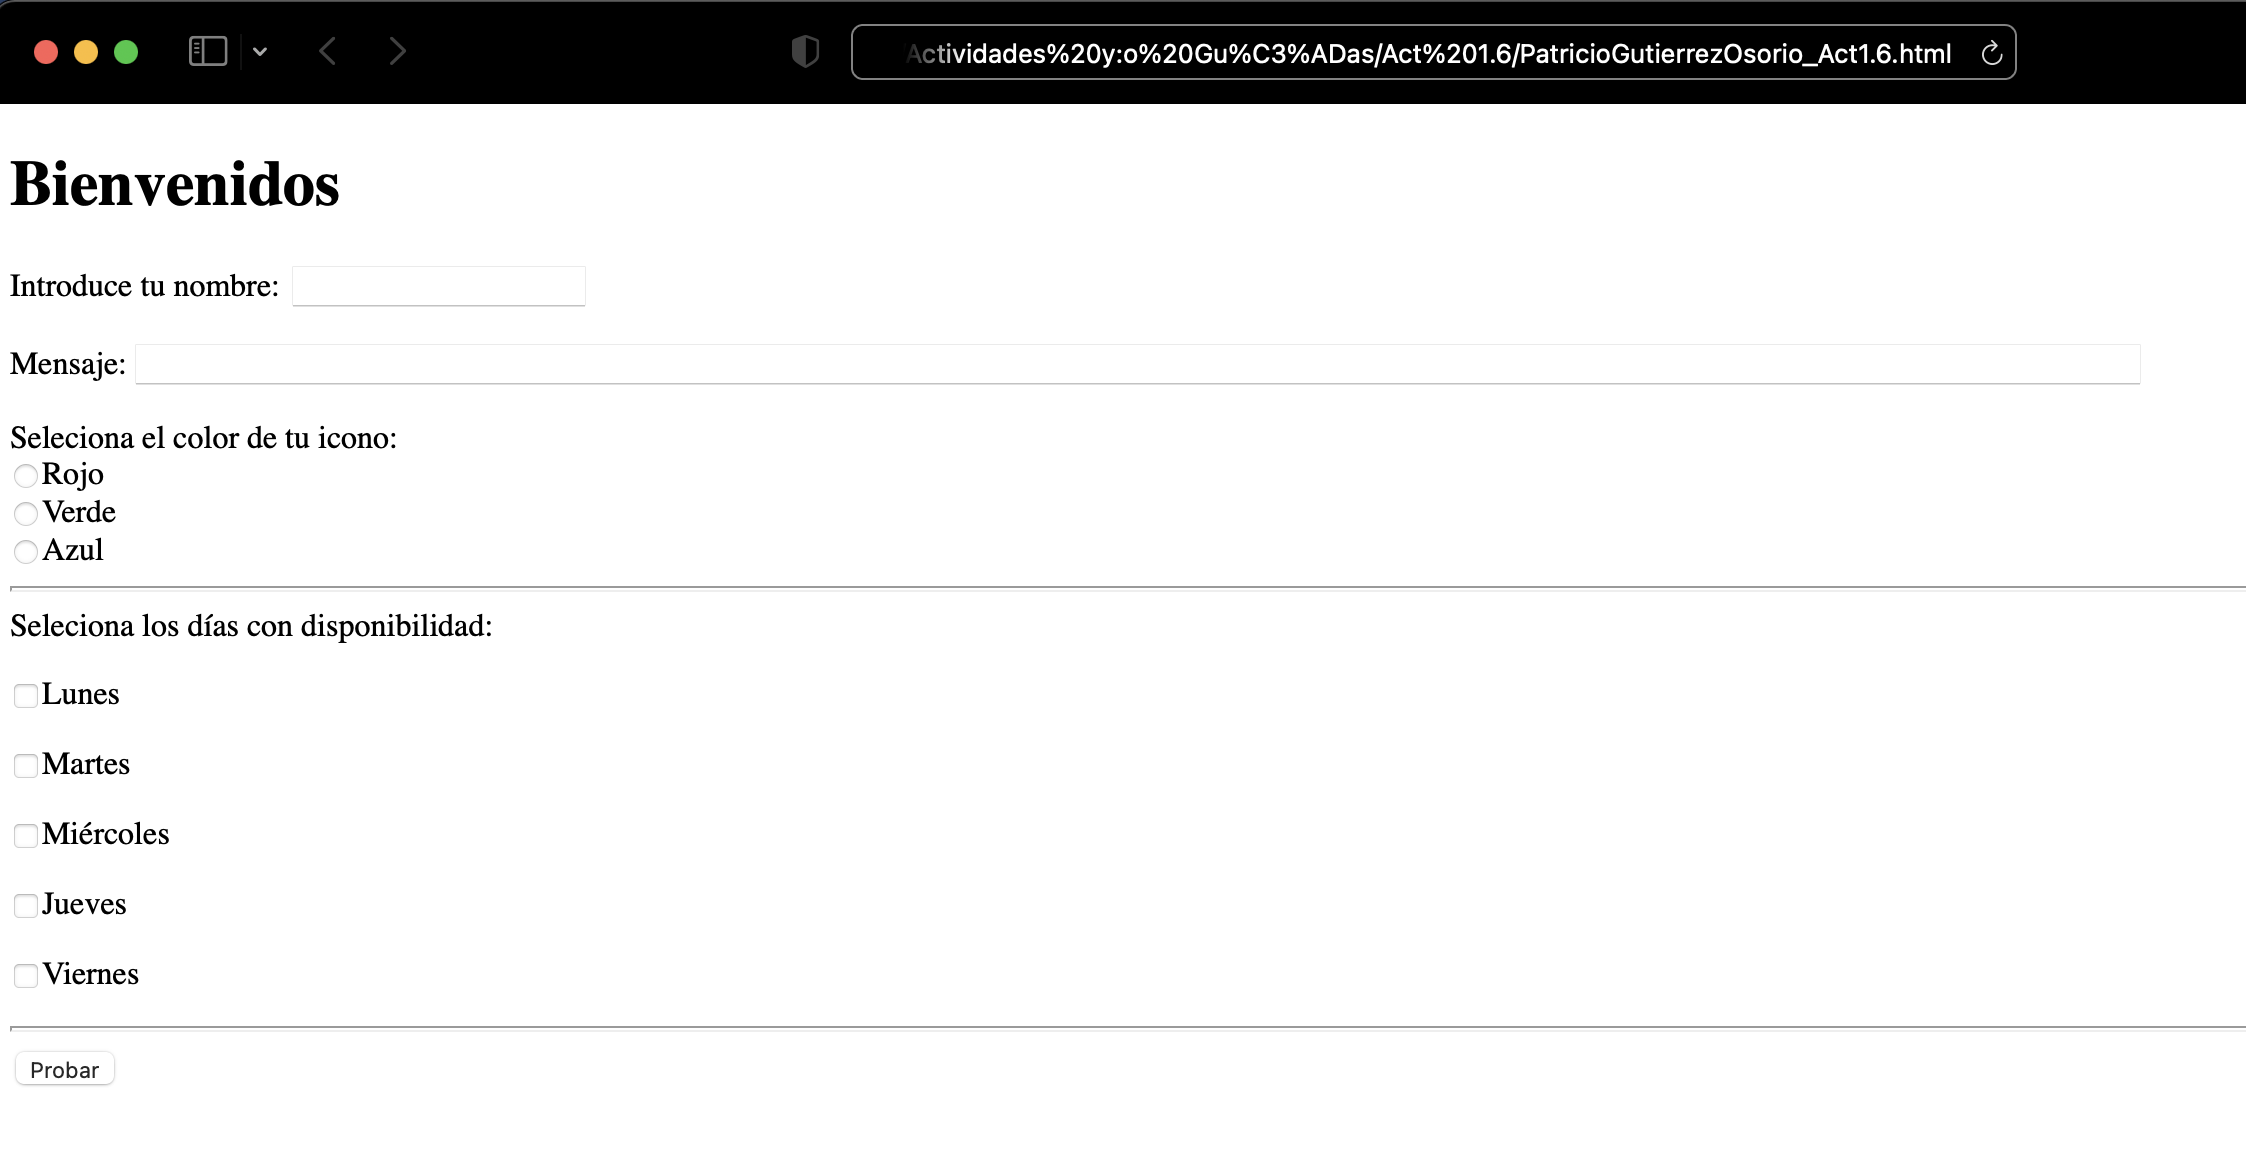 Actividades%20y:o%20Gu%C3%ADas/Act%201.6/PatricioGutierrezOsorio_Act1.6.html
Bienvenidos
Introduce tu nombre:
Mensaje:
Seleciona el color de tu icono:
Rojo
Verde
Azul
Seleciona los días con disponibilidad:
Lunes
Martes
Miércoles
Jueves
Viernes
Probar